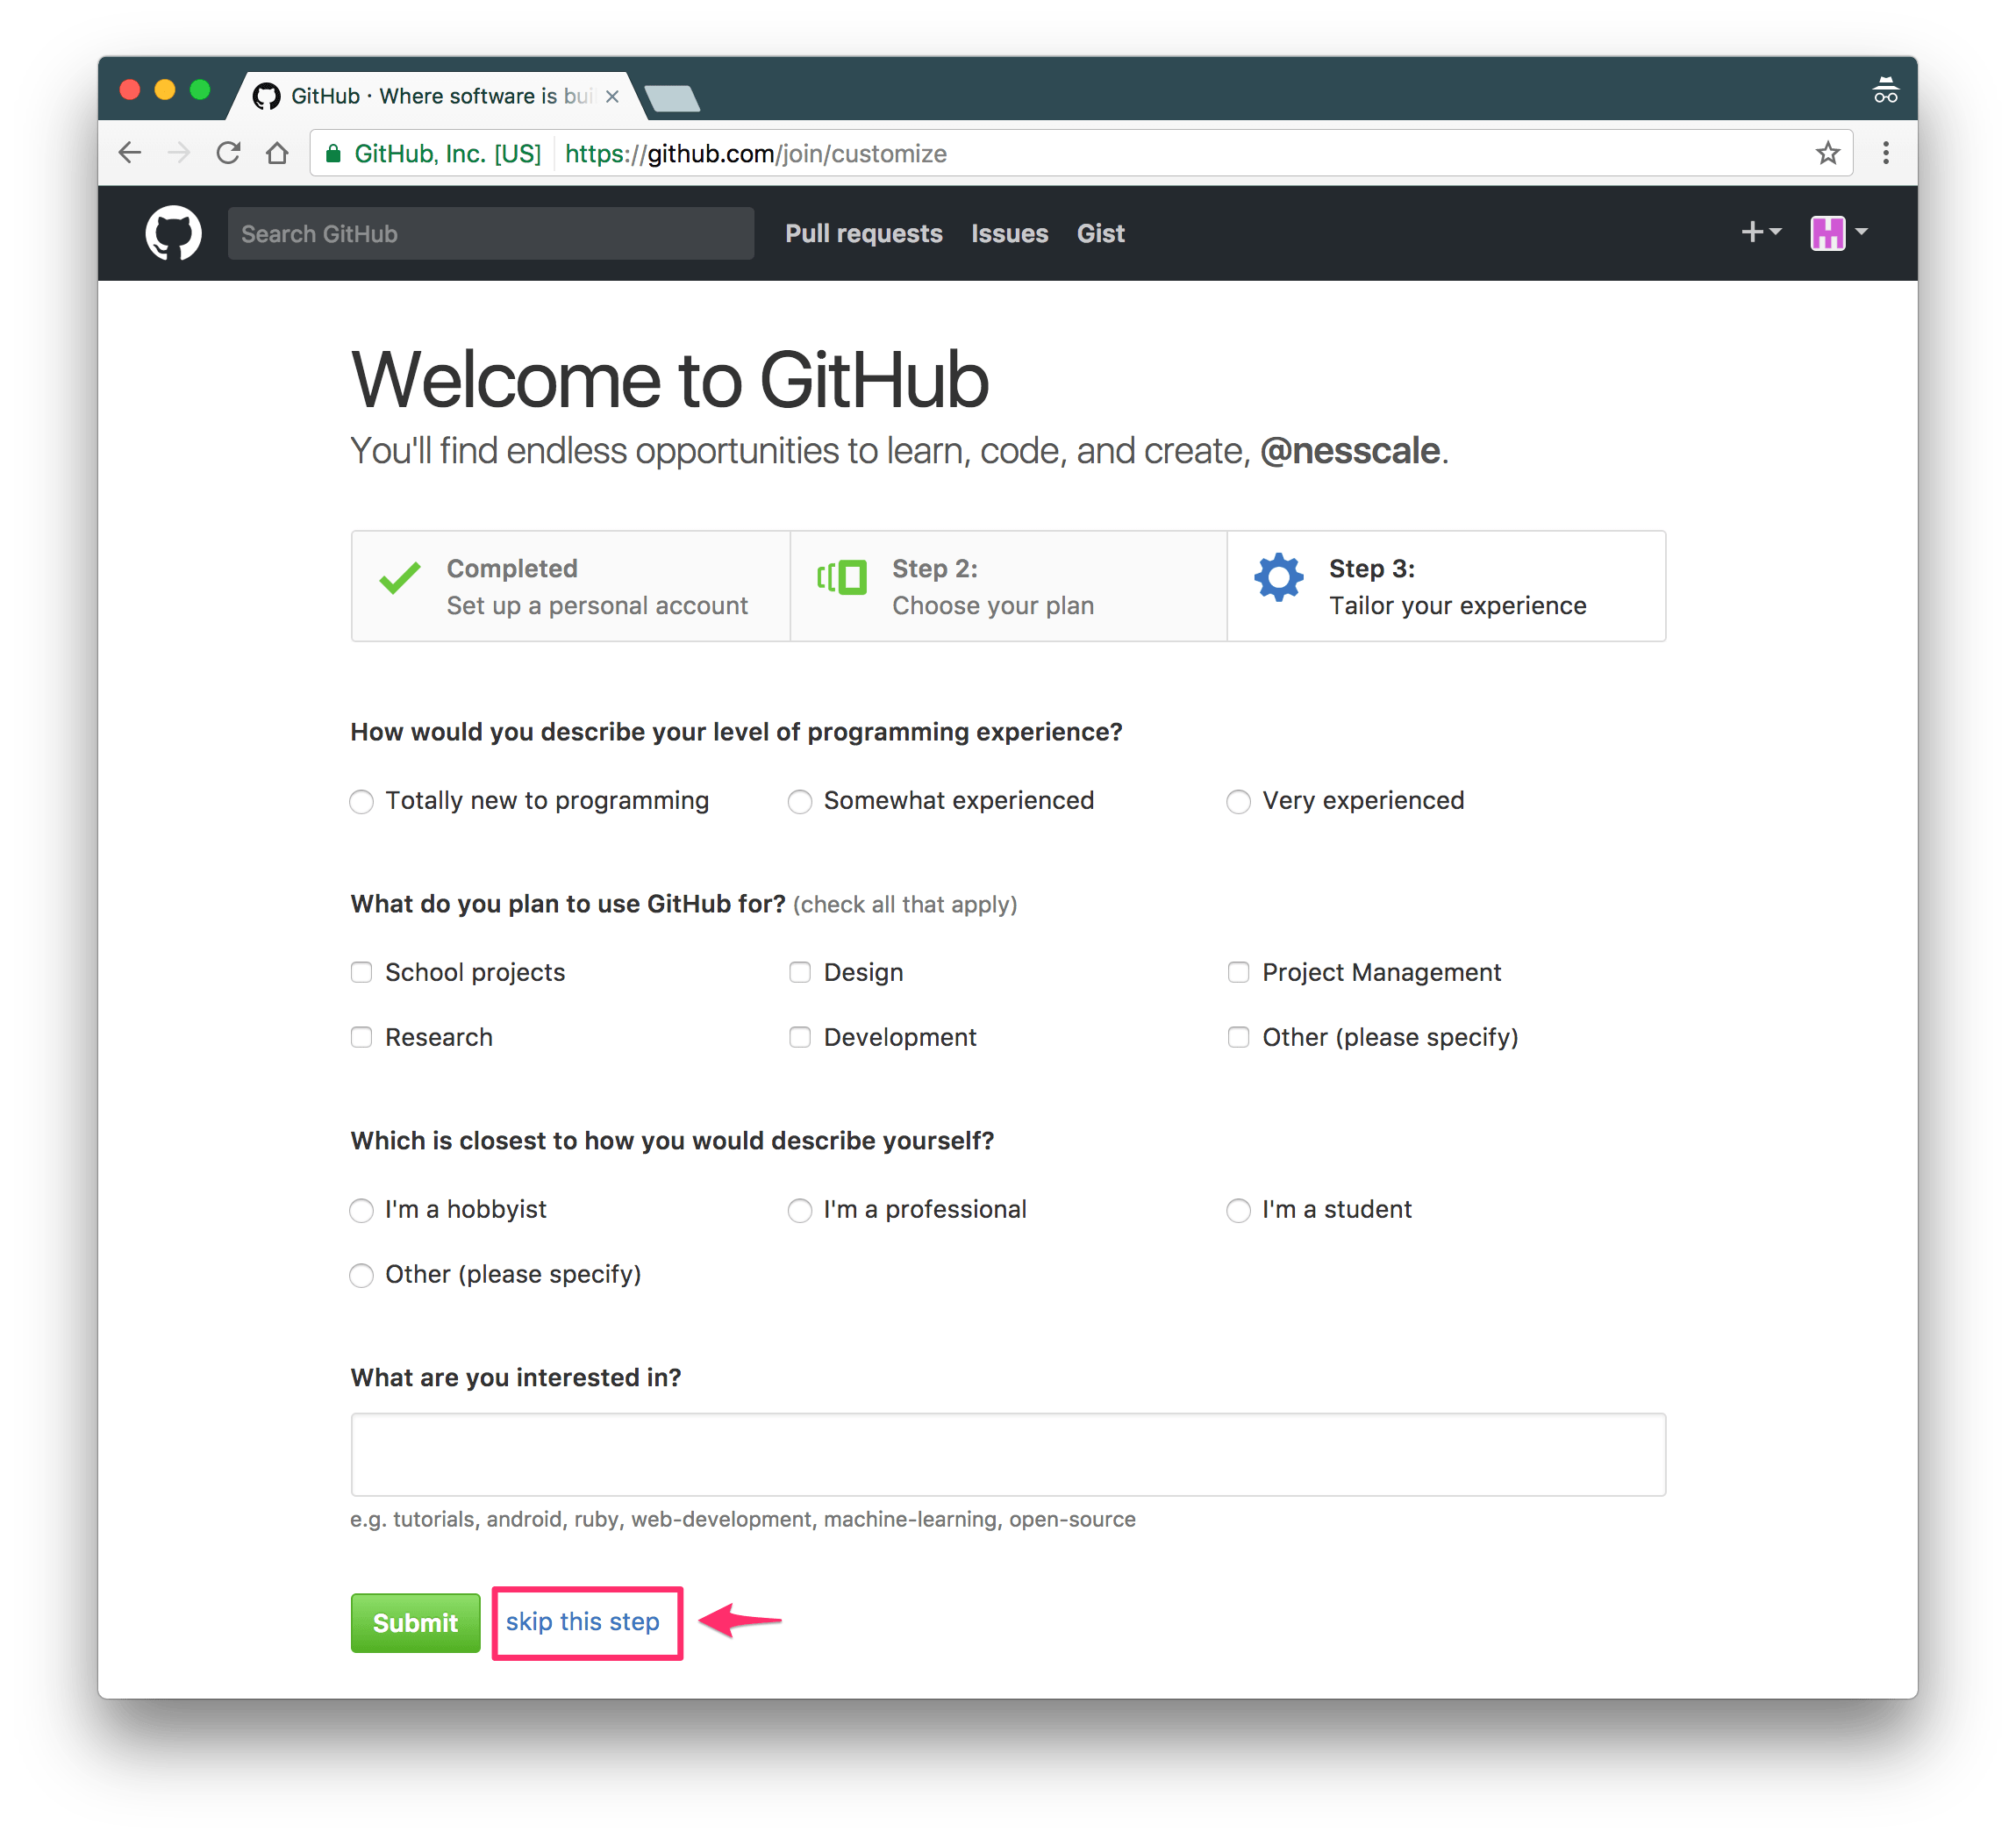 GitHub · Where software is bui
GitHub, Inc. [US] https://github.com/join/customize
Search GitHub Pull requests Issues Gist
Welcome to GitHub
You'll find endless opportunities to learn, code, and create, @nesscale.
Completed
Set up a personal account
Step 2:
Choose your plan
Step 3:
Tailor your experience
How would you describe your level of programming experience?
Totally new to programming Somewhat experienced Very experienced
What do you plan to use GitHub for? (check all that apply)
School projects Design Project Management
Research Development Other (please specify)
Which is closest to how you would describe yourself?
I'm a hobbyist I'm a professional I'm a student
Other (please specify)
What are you interested in?
e.g. tutorials, android, ruby, web-development, machine-learning, open-source
Submit skip this step